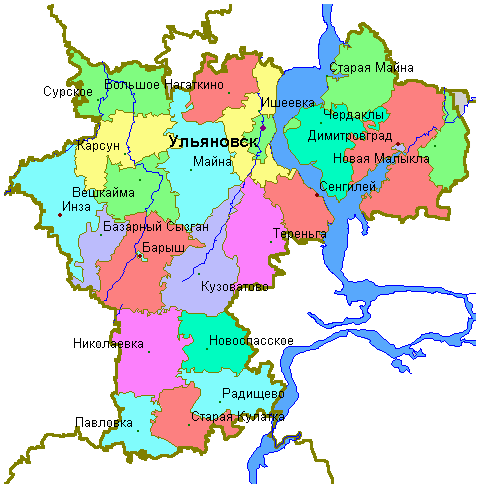 Старая Майна
Сурское
Большое Нагаткино
Ишеевка
Чердаклы
Димитровград
Карсун
Ульяновск
Майна
Новая Малыкла
Вешкайма
Сенгилей
Инза
Базарный Сызган
Тереньга
Барыш
Кузоватово
Николаевка
Новоспасское
Радищево
Павловка
Старая Кулатка